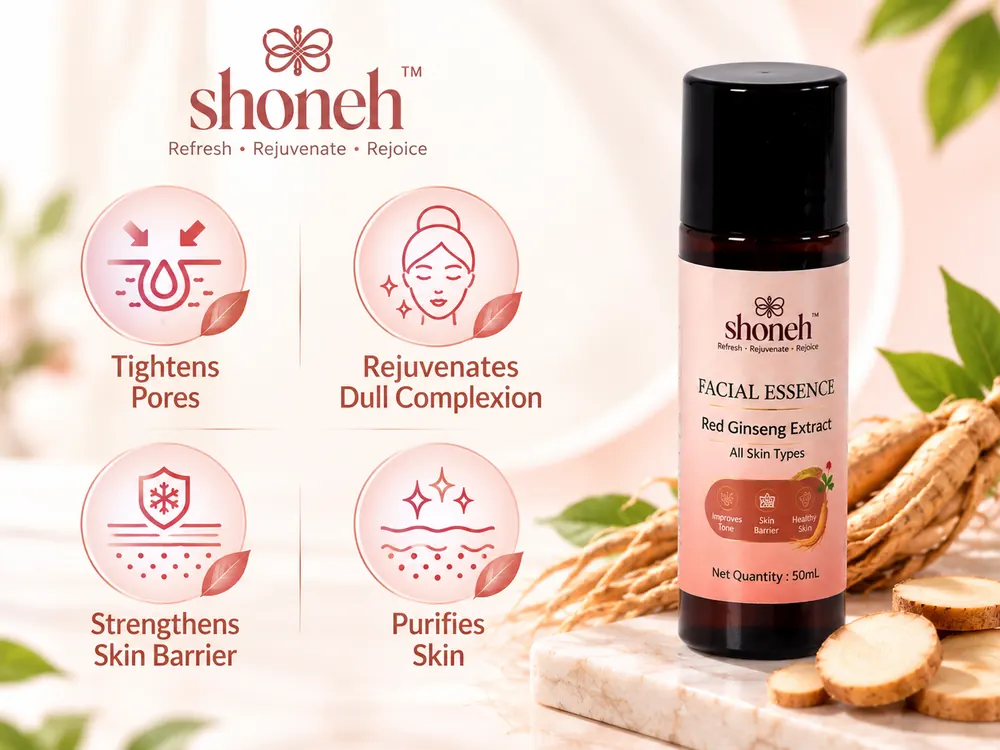 shoneh™
Refresh • Rejuvenate • Rejoice
Tightens
Pores
Rejuvenates
Dull Complexion
Strengthens
Skin Barrier
Purifies
Skin
shoneh™
Refresh • Rejuvenate • Rejoice
FACIAL ESSENCE
Red Ginseng Extract
All Skin Types
Improves
Tone
Skin
Barrier
Healthy
Skin
Net Quantity : 50mL